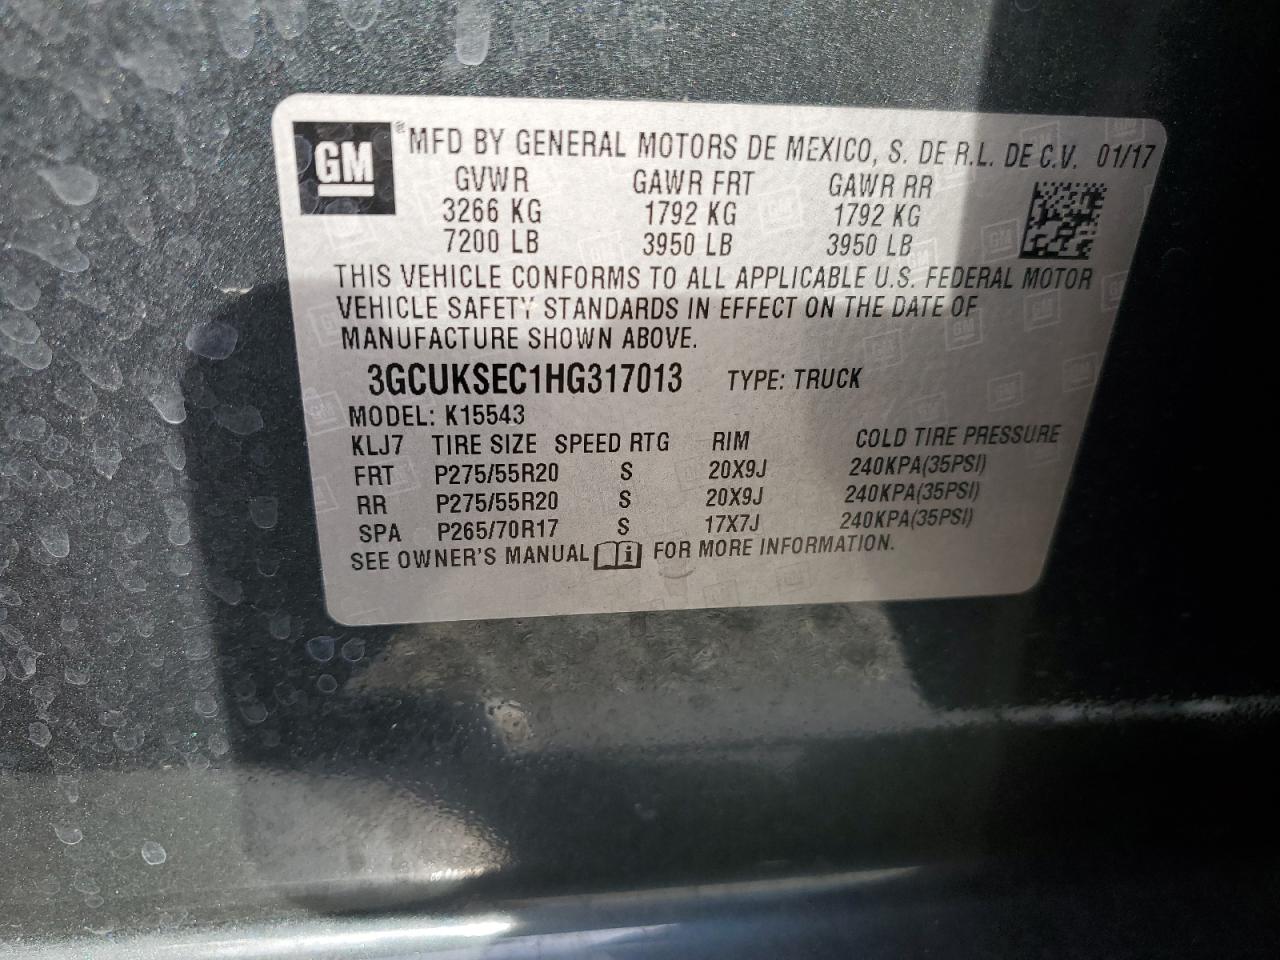 GM ® MFD BY GENERAL MOTORS DE MEXICO, S. DE R.L. DE C.V. 01/17
GVWR GAWR FRT GAWR RR
3266 KG 1792 KG 1792 KG
7200 LB 3950 LB 3950 LB
THIS VEHICLE CONFORMS TO ALL APPLICABLE U.S. FEDERAL MOTOR
VEHICLE SAFETY STANDARDS IN EFFECT ON THE DATE OF
MANUFACTURE SHOWN ABOVE.
3GCUKSEC1HG317013 TYPE: TRUCK
MODEL: K15543
KLJ7 TIRE SIZE SPEED RTG RIM COLD TIRE PRESSURE
FRT P275/55R20 S 20X9J 240KPA(35PSI)
RR P275/55R20 S 20X9J 240KPA(35PSI)
SPA P265/70R17 S 17X7J 240KPA(35PSI)
SEE OWNER'S MANUAL i FOR MORE INFORMATION.